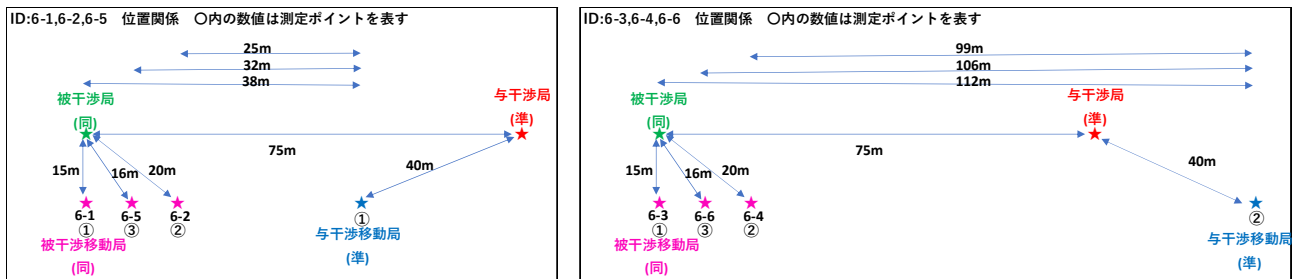 ID:6-1,6-2,6-5　位置関係　〇内の数値は測定ポイントを表す
25m
32m
38m
被干渉局
(同)
与干渉局
(準)
75m
15m
16m
20m
40m
6-1
6-5
6-2
①
③
②
①
被干渉移動局
(同)
与干渉移動局
(準)
ID:6-3,6-4,6-6　位置関係　〇内の数値は測定ポイントを表す
99m
106m
112m
被干渉局
(同)
与干渉局
(準)
75m
15m
16m
20m
40m
6-3
6-6
6-4
①
③
②
②
被干渉移動局
(同)
与干渉移動局
(準)